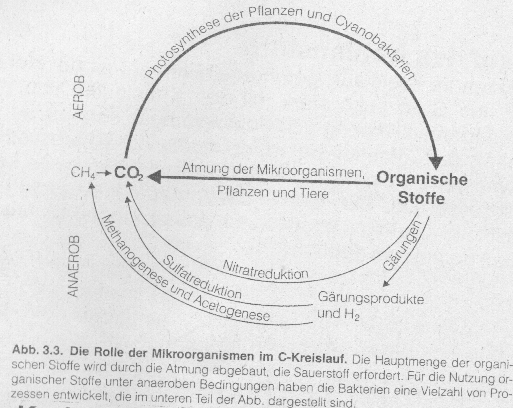 Photosynthese der Pflanzen und Cyanobakterien
AEROB
CH₄
CO₂
Atmung der Mikroorganismen,
Pflanzen und Tiere
Organische
Stoffe
ANAEROB
Nitratreduktion
Sulfatreduktion
Methanogenese und Acetogenese
Gärungen
Gärungsprodukte
und H₂
Abb. 3.3. Die Rolle der Mikroorganismen im C-Kreislauf. Die Hauptmenge der organi-
schen Stoffe wird durch die Atmung abgebaut, die Sauerstoff erfordert. Für die Nutzung or-
ganischer Stoffe unter anaeroben Bedingungen haben die Bakterien eine Vielzahl von Pro-
zessen entwickelt, die im unteren Teil der Abb. dargestellt sind.